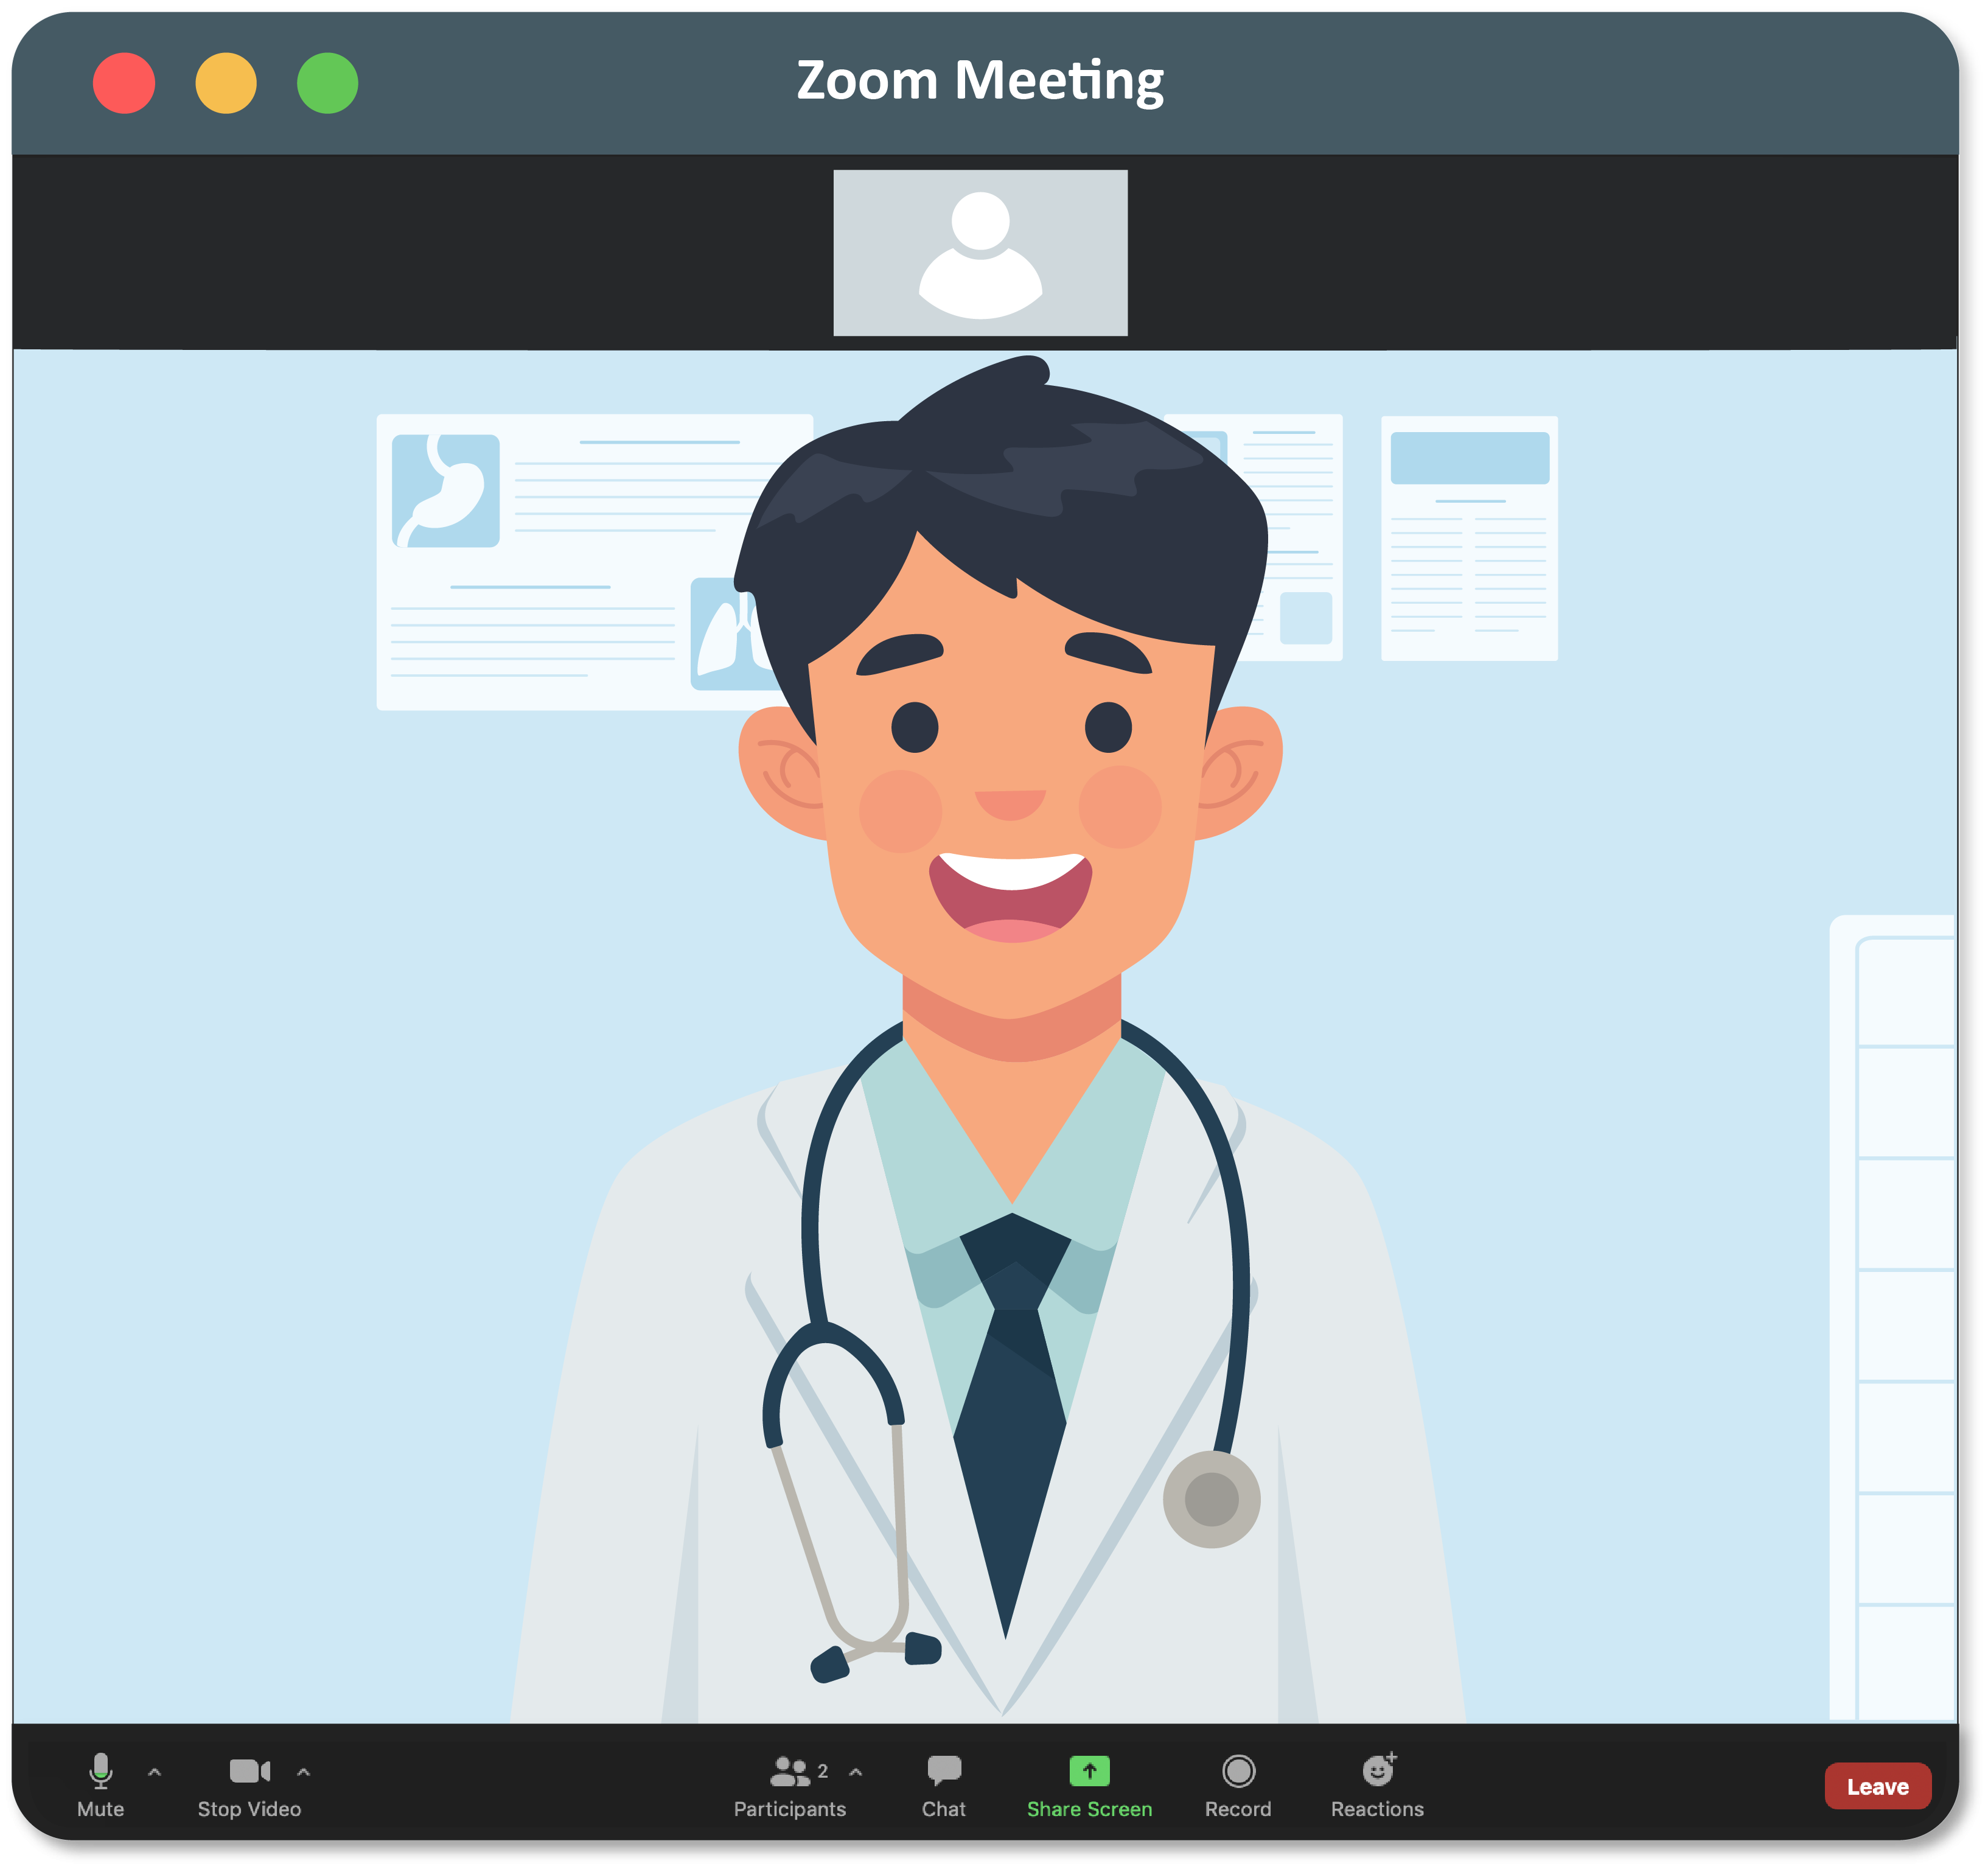 Zoom Meeting
2
Mute
Stop Video
Participants
Chat
Share Screen
Record
Reactions
Leave